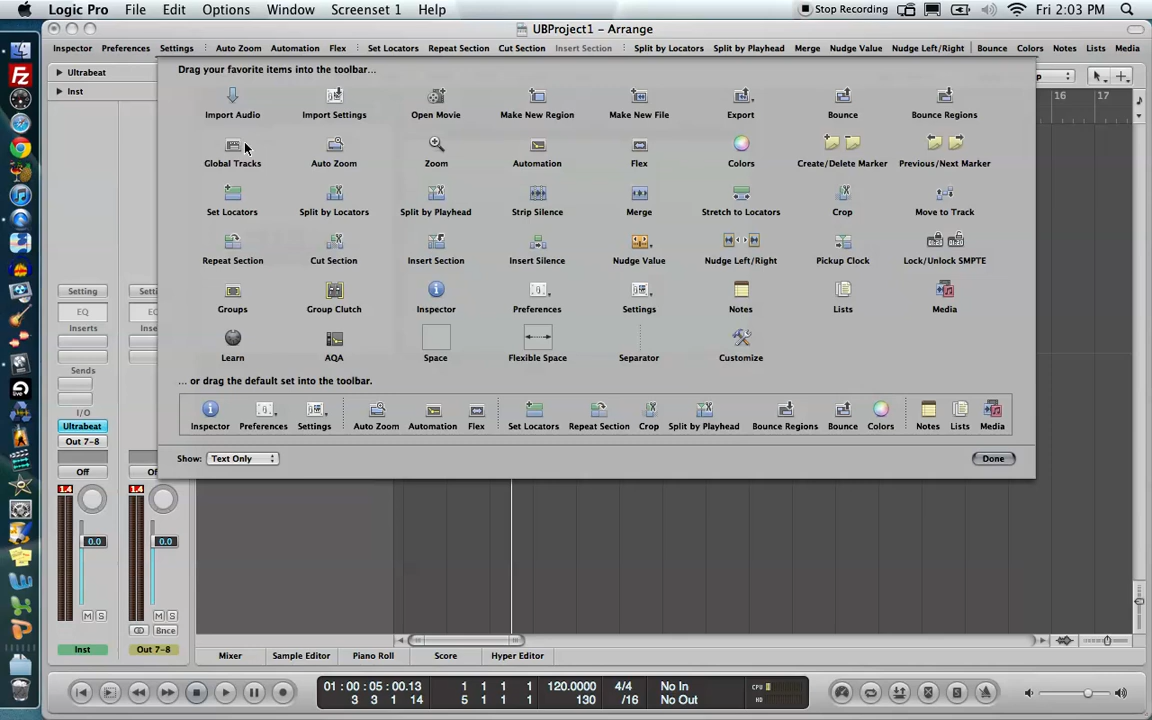 Logic Pro File Edit Options Window Screenset 1 Help Stop Recording Fri 2:03 PM
UBProject1 – Arrange
Inspector Preferences Settings Auto Zoom Automation Flex Set Locators Repeat Section Cut Section Insert Section Split by Locators Split by Playhead Merge Nudge Value Nudge Left/Right Bounce Colors Notes Lists Media
Ultrabeat
Inst
Drag your favorite items into the toolbar...
16 17
Import Audio Import Settings Open Movie Make New Region Make New File Export Bounce Bounce Regions
Global Tracks Auto Zoom Zoom Automation Flex Colors Create/Delete Marker Previous/Next Marker
Set Locators Split by Locators Split by Playhead Strip Silence Merge Stretch to Locators Crop Move to Track
Repeat Section Cut Section Insert Section Insert Silence Nudge Value Nudge Left/Right Pickup Clock Lock/Unlock SMPTE
Groups Group Clutch Inspector Preferences Settings Notes Lists Media
Learn AQA Space Flexible Space Separator Customize
... or drag the default set into the toolbar.
Inspector Preferences Settings Auto Zoom Automation Flex Set Locators Repeat Section Crop Split by Playhead Bounce Regions Bounce Colors Notes Lists Media
Show: Text Only Done
Setting
EQ
Inserts
Sends
I/O
Ultrabeat
Out 7-8
Off
1.4 1.4
0.0 0.0
M S M S
Bnce
Inst Out 7-8
Mixer Sample Editor Piano Roll Score Hyper Editor
01 : 00 : 05 : 00.13 1 1 1 1 120.0000 4/4 No In CPU
3 3 1 14 5 1 1 1 130 /16 No Out HD